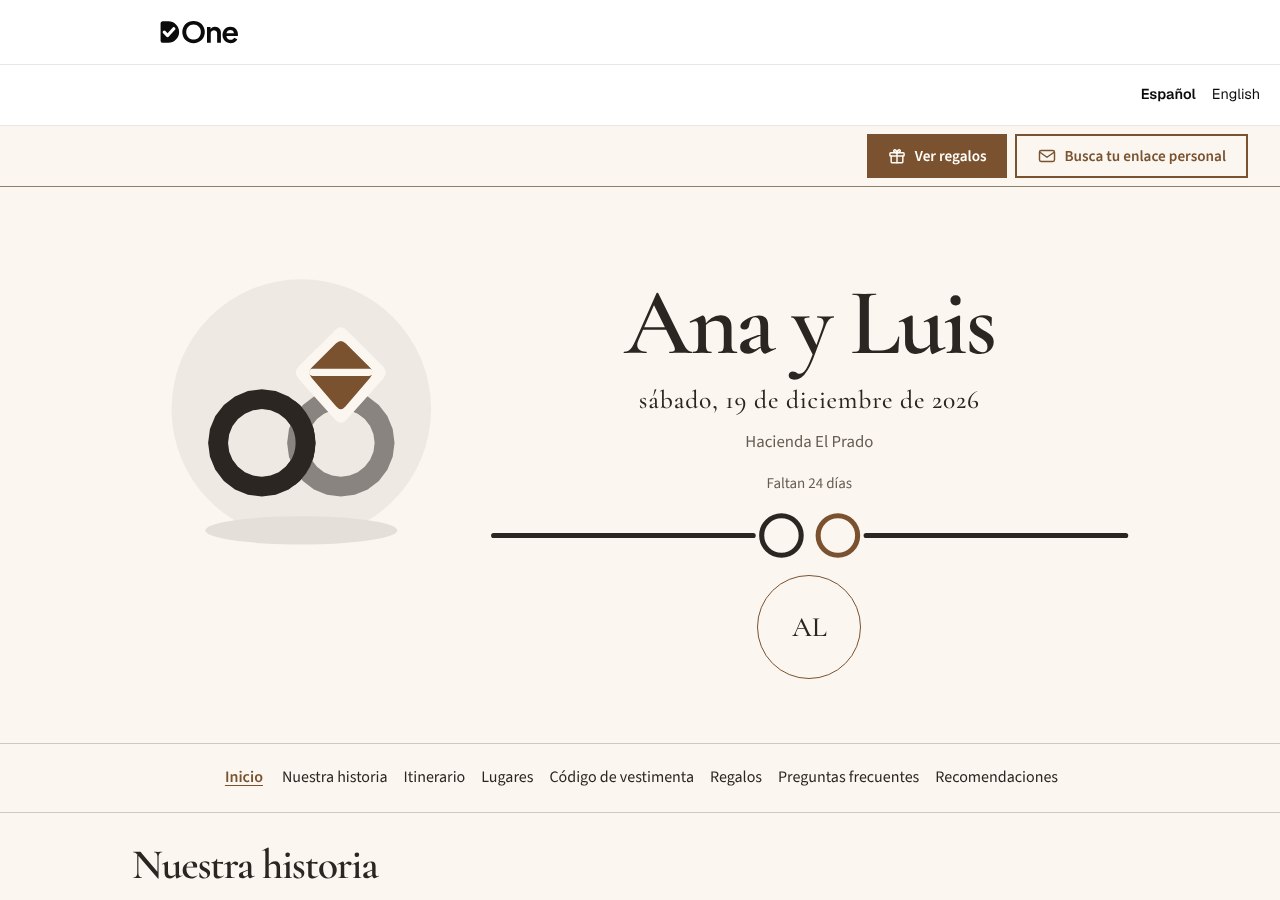 One
Español English
Ver regalos Busca tu enlace personal
Ana y Luis
sábado, 19 de diciembre de 2026
Hacienda El Prado
Faltan 24 días
AL
Inicio Nuestra historia Itinerario Lugares Código de vestimenta Regalos Preguntas frecuentes Recomendaciones
Nuestra historia